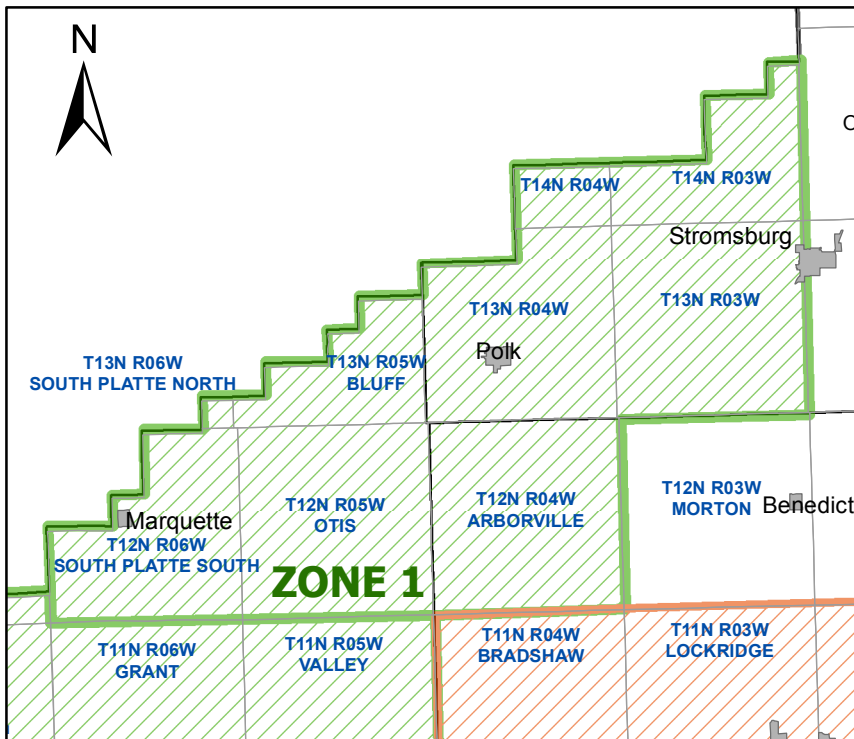 N
C
T14N R04W
T14N R03W
Stromsburg
T13N R04W
T13N R03W
T13N R06W
SOUTH PLATTE NORTH
T13N R05W
BLUFF
Polk
T12N R05W
OTIS
T12N R04W
ARBORVILLE
T12N R03W
MORTON
Benedict
Marquette
T12N R06W
SOUTH PLATTE SOUTH
ZONE 1
T11N R06W
GRANT
T11N R05W
VALLEY
T11N R04W
BRADSHAW
T11N R03W
LOCKRIDGE